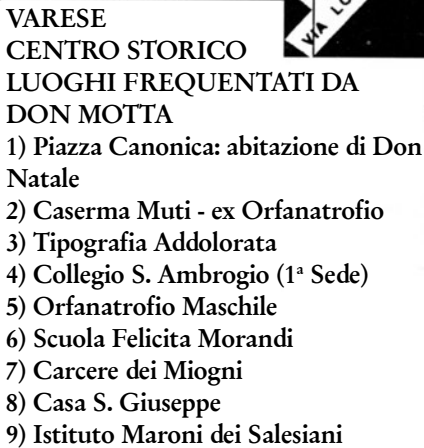 VIA
VARESE
CENTRO STORICO
LUOGHI FREQUENTATI DA
DON MOTTA
1) Piazza Canonica: abitazione di Don
Natale
2) Caserma Muti - ex Orfanatrofio
3) Tipografia Addolorata
4) Collegio S. Ambrogio (1ª Sede)
5) Orfanatrofio Maschile
6) Scuola Felicita Morandi
7) Carcere dei Miogni
8) Casa S. Giuseppe
9) Istituto Maroni dei Salesiani